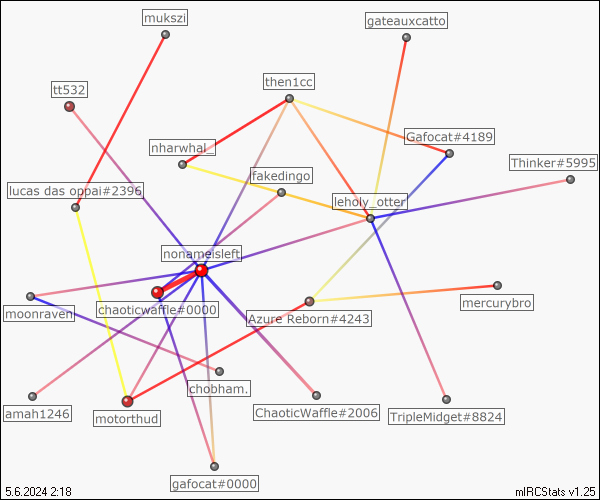 mukszi
gateauxcatto
then1cc
tt532
Gafocat#4189
nharwhal_
Thinker#5995
fakedingo
lucas das oppai#2396
leholy_otter
nonameisleft
mercurybro
chaoticwaffle#0000
moonraven
Azure Reborn#4243
chobham.
amah1246
ChaoticWaffle#2006
TripleMidget#8824
motorthud
gafocat#0000
5.6.2024 2:18
mIRCStats v1.25